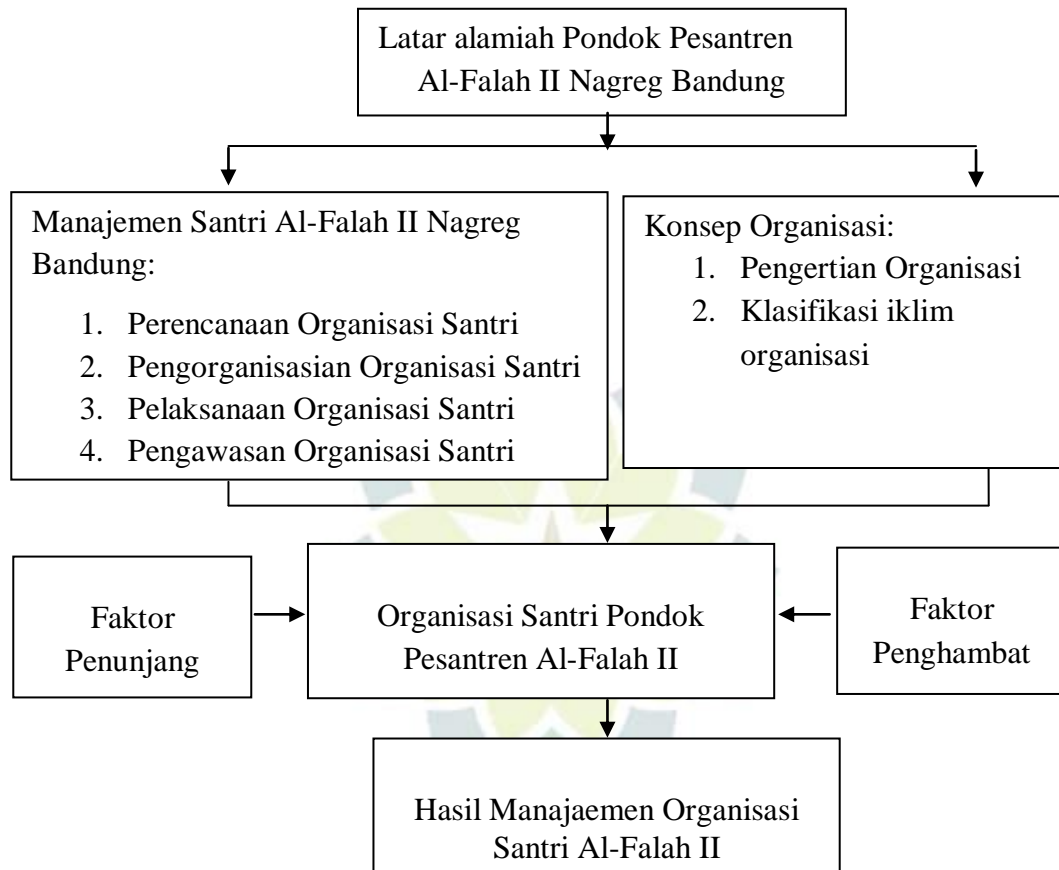 Latar alamiah Pondok Pesantren
Al-Falah II Nagreg Bandung
Manajemen Santri Al-Falah II Nagreg
Bandung:
1. Perencanaan Organisasi Santri
2. Pengorganisasian Organisasi Santri
3. Pelaksanaan Organisasi Santri
4. Pengawasan Organisasi Santri
Konsep Organisasi:
1. Pengertian Organisasi
2. Klasifikasi iklim
organisasi
Faktor
Penunjang
Organisasi Santri Pondok
Pesantren Al-Falah II
Faktor
Penghambat
Hasil Manajaemen Organisasi
Santri Al-Falah II